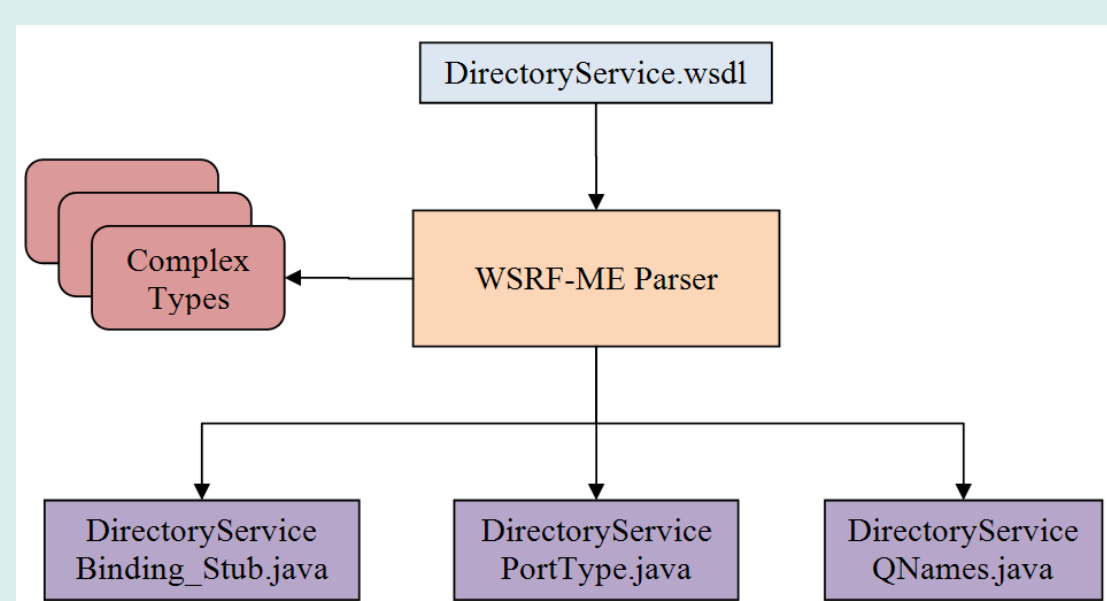 DirectoryService.wsdl
Complex
Types
WSRF-ME Parser
DirectoryService
Binding_Stub.java
DirectoryService
PortType.java
DirectoryService
QNames.java